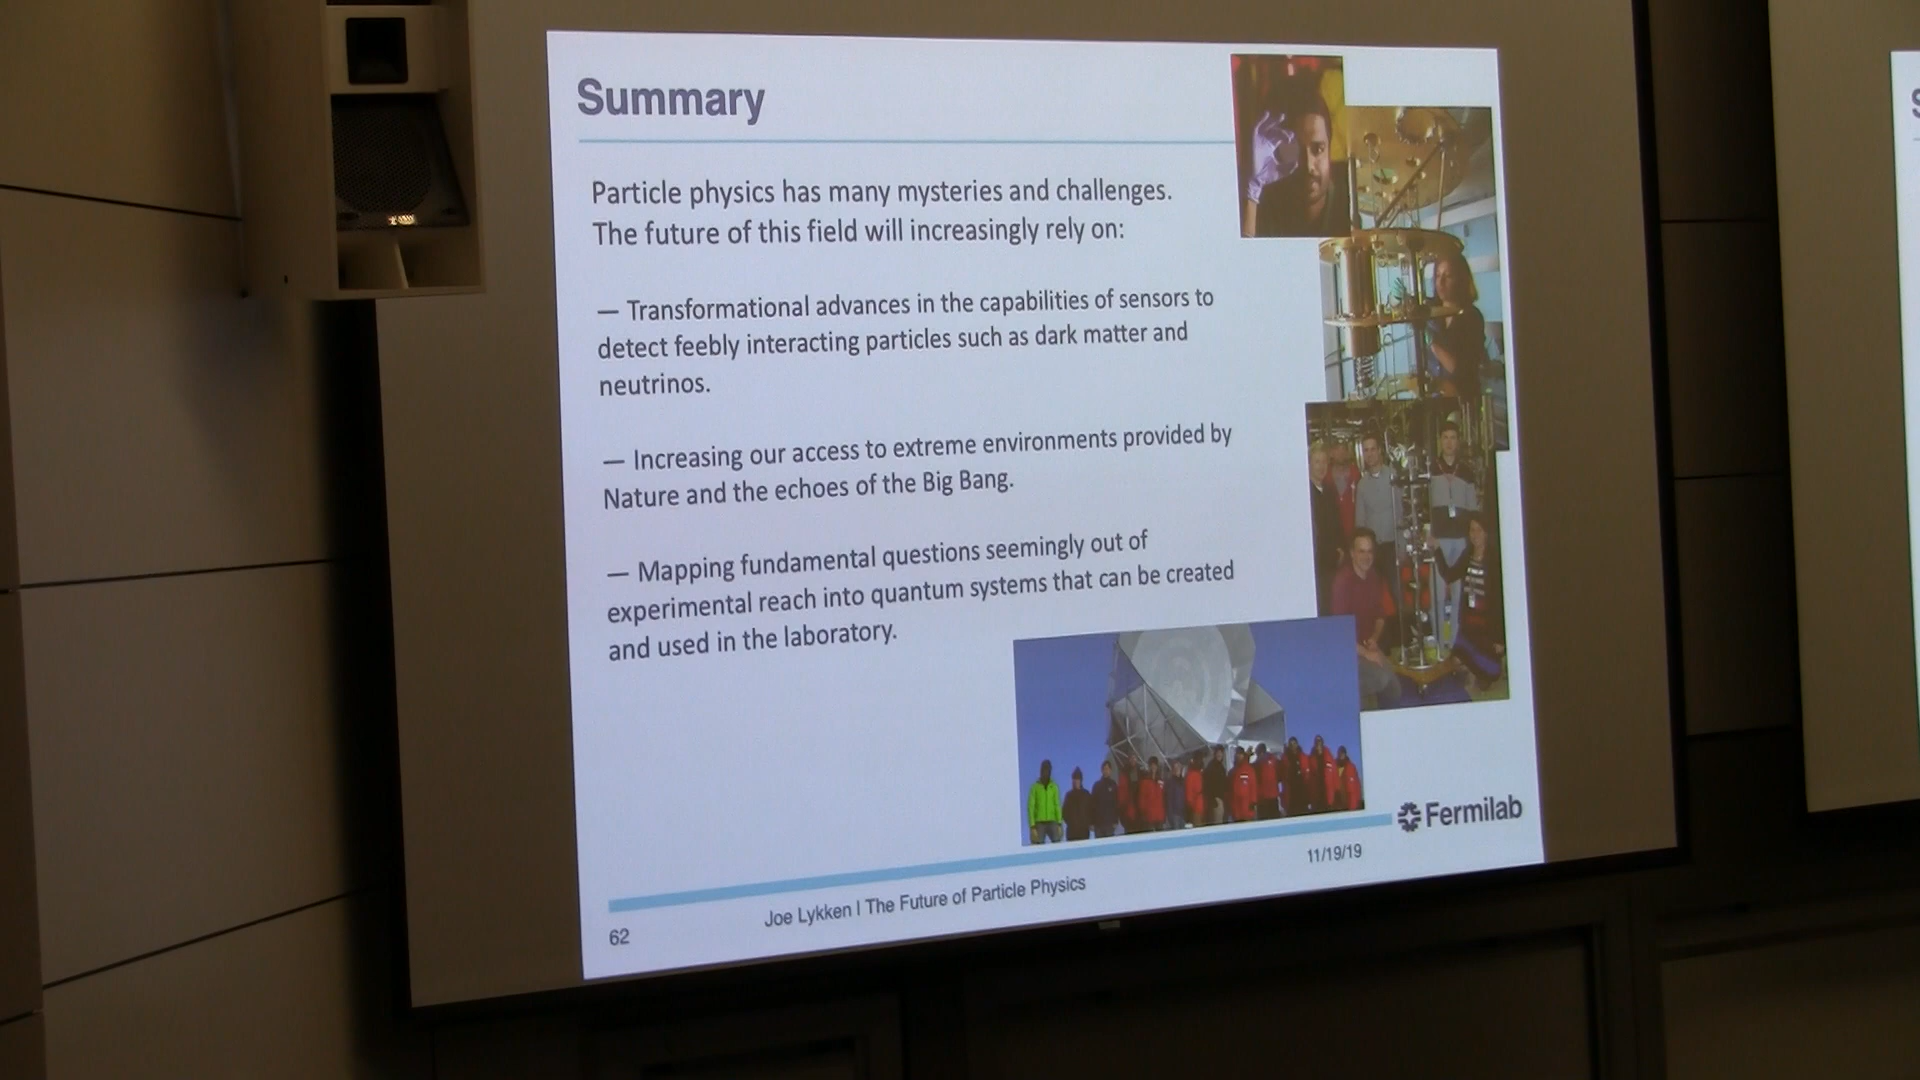 Summary
Particle physics has many mysteries and challenges.
The future of this field will increasingly rely on:
— Transformational advances in the capabilities of sensors to
detect feebly interacting particles such as dark matter and
neutrinos.
— Increasing our access to extreme environments provided by
Nature and the echoes of the Big Bang.
— Mapping fundamental questions seemingly out of
experimental reach into quantum systems that can be created
and used in the laboratory.
Fermilab
11/19/19
Joe Lykken | The Future of Particle Physics
62
S